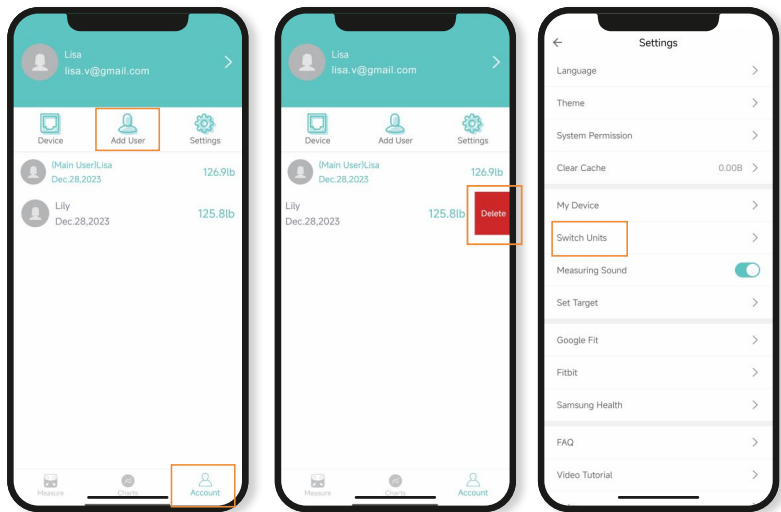 Lisa
lisa.v@gmail.com
Device
Add User
Settings
(Main User)Lisa
Dec.28,2023
126.9lb
Lily
Dec.28,2023
125.8lb
Measure
Charts
Account
Lisa
lisa.v@gmail.com
Device
Add User
Settings
(Main User)Lisa
Dec.28,2023
126.9lb
Lily
Dec.28,2023
125.8lb
Delete
Measure
Charts
Account
Settings
Language
Theme
System Permission
Clear Cache 0.00B
My Device
Switch Units
Measuring Sound
Set Target
Google Fit
Fitbit
Samsung Health
FAQ
Video Tutorial